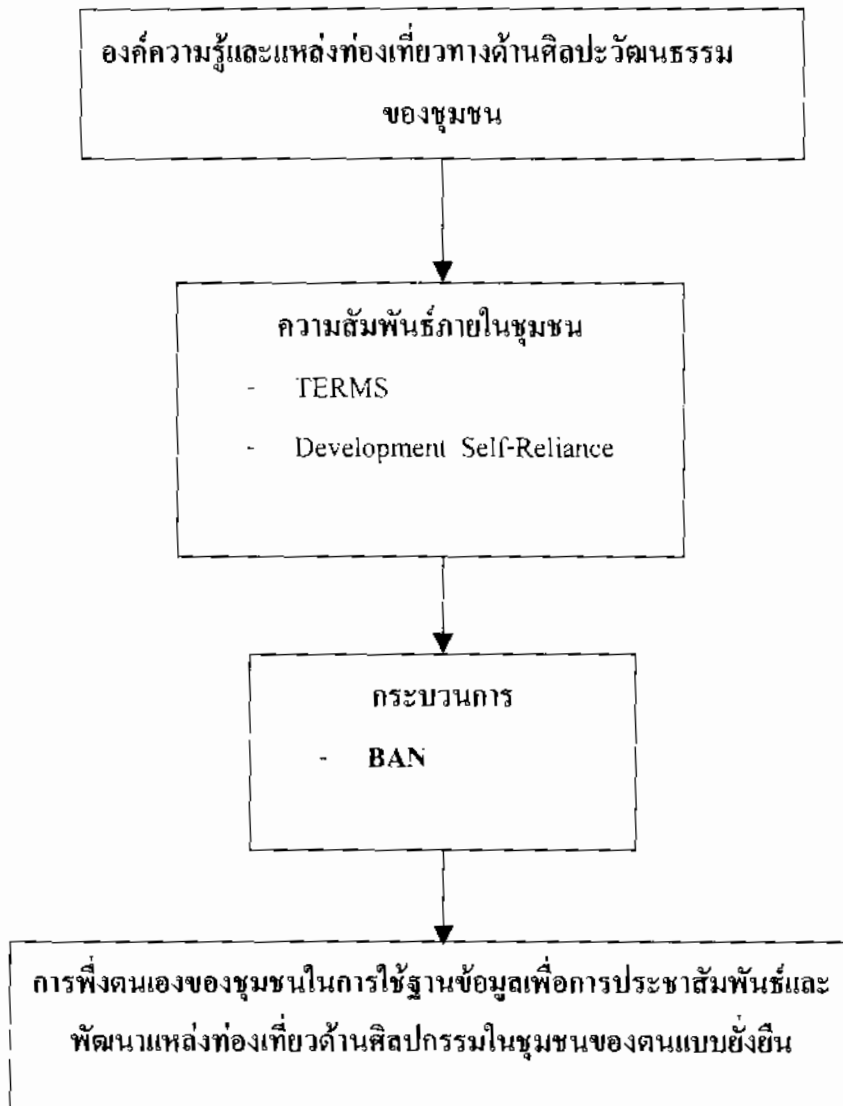 องค์ความรู้และแหล่งท่องเที่ยวทางด้านศิลปะวัฒนธรรม
ของชุมชน
ความสัมพันธ์ภายในชุมชน
- TERMS
- Development Self-Reliance
กระบวนการ
- BAN
การพึ่งตนเองของชุมชนในการใช้ฐานข้อมูลเพื่อการประชาสัมพันธ์และ
พัฒนาแหล่งท่องเที่ยวด้านศิลปกรรมในชุมชนของตนแบบยั่งยืน